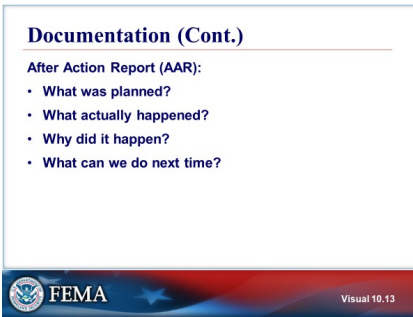 Documentation (Cont.)
After Action Report (AAR):
• What was planned?
• What actually happened?
• Why did it happen?
• What can we do next time?
FEMA
Visual 10.13